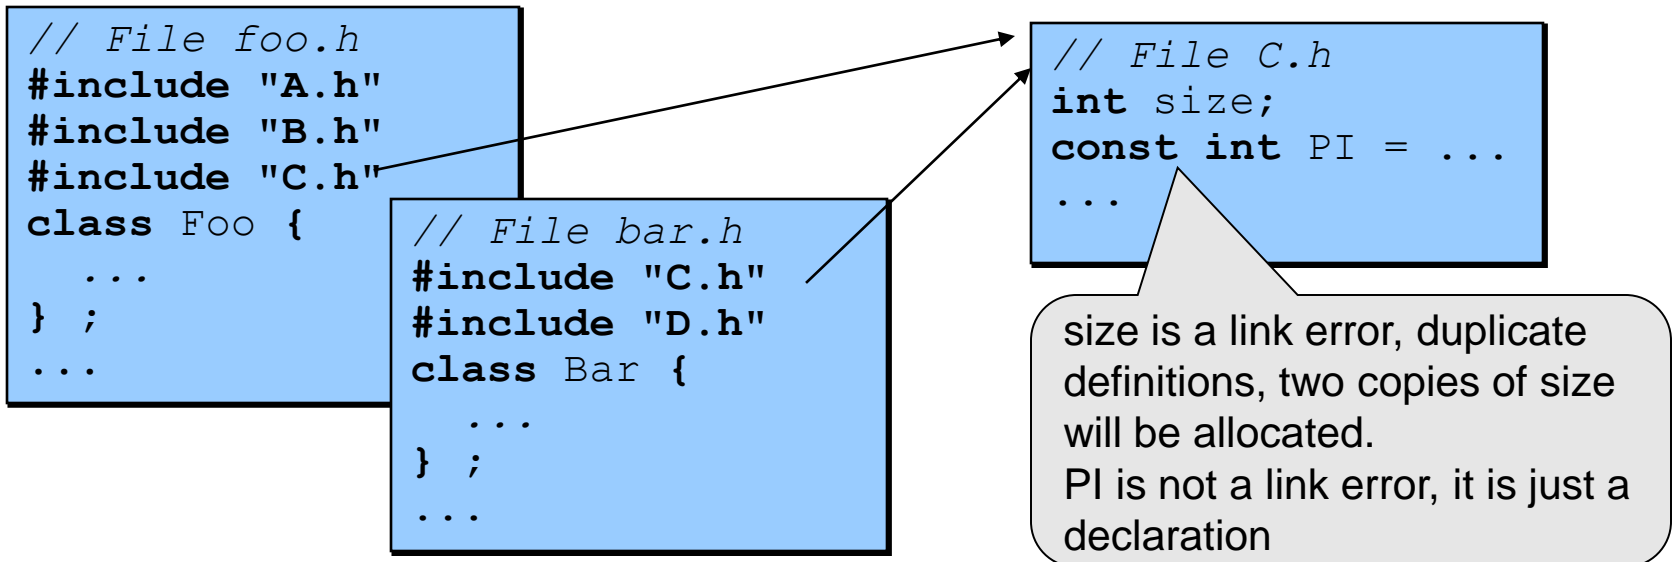 // File foo.h
#include "A.h"
#include "B.h"
#include "C.h"
class Foo {
...
} ;
...
// File bar.h
#include "C.h"
#include "D.h"
class Bar {
...
} ;
...
// File C.h
int size;
const int PI = ...
...
size is a link error, duplicate
definitions, two copies of size
will be allocated.
PI is not a link error, it is just a
declaration